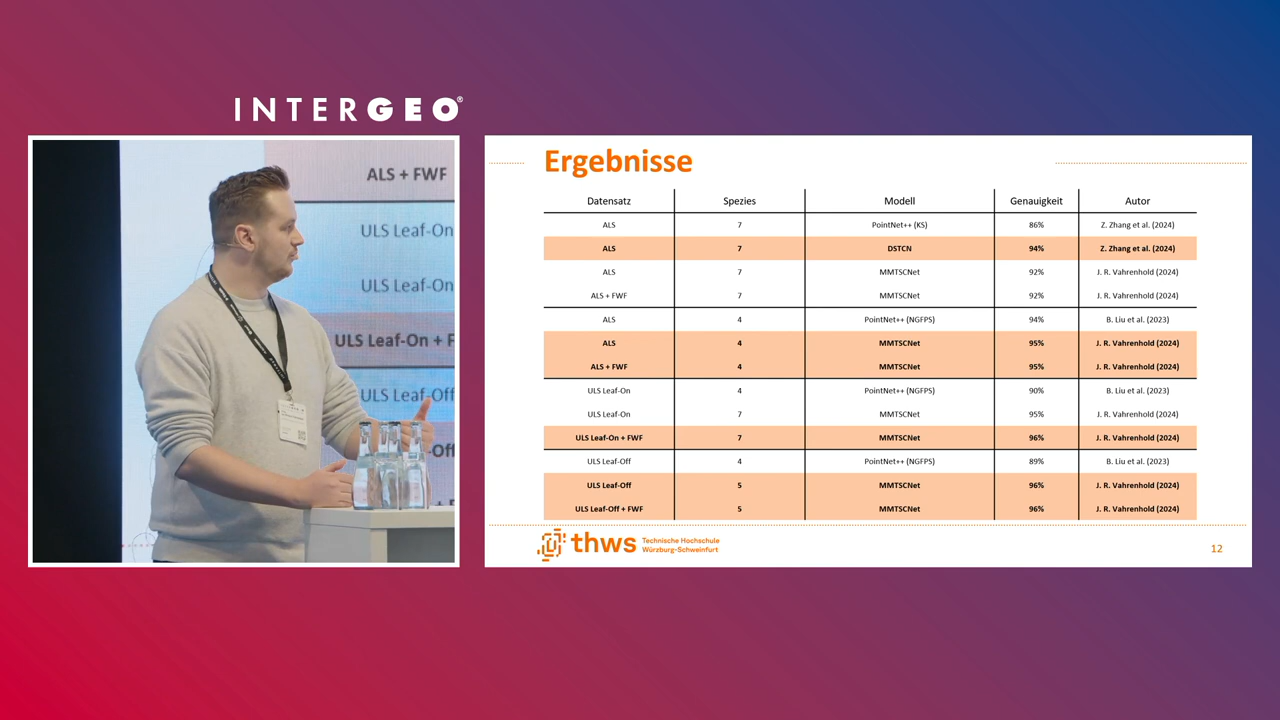 INTERGEO®
ALS + FWF
ULS Leaf-On
ULS Leaf-On
ULS Leaf-On + F
ULS Leaf-Off
-Off
Ergebnisse
Datensatz Spezies Modell Genauigkeit Autor
ALS 7 PointNet++ (KS) 86% Z. Zhang et al. (2024)
ALS 7 DSTCN 94% Z. Zhang et al. (2024)
ALS 7 MMTSCNet 92% J. R. Vahrenhold (2024)
ALS + FWF 7 MMTSCNet 92% J. R. Vahrenhold (2024)
ALS 4 PointNet++ (NGFPS) 94% B. Liu et al. (2023)
ALS 4 MMTSCNet 95% J. R. Vahrenhold (2024)
ALS + FWF 4 MMTSCNet 95% J. R. Vahrenhold (2024)
ULS Leaf-On 4 PointNet++ (NGFPS) 90% B. Liu et al. (2023)
ULS Leaf-On 7 MMTSCNet 95% J. R. Vahrenhold (2024)
ULS Leaf-On + FWF 7 MMTSCNet 96% J. R. Vahrenhold (2024)
ULS Leaf-Off 4 PointNet++ (NGFPS) 89% B. Liu et al. (2023)
ULS Leaf-Off 5 MMTSCNet 96% J. R. Vahrenhold (2024)
ULS Leaf-Off + FWF 5 MMTSCNet 96% J. R. Vahrenhold (2024)
thws Technische Hochschule
Würzburg-Schweinfurt
12